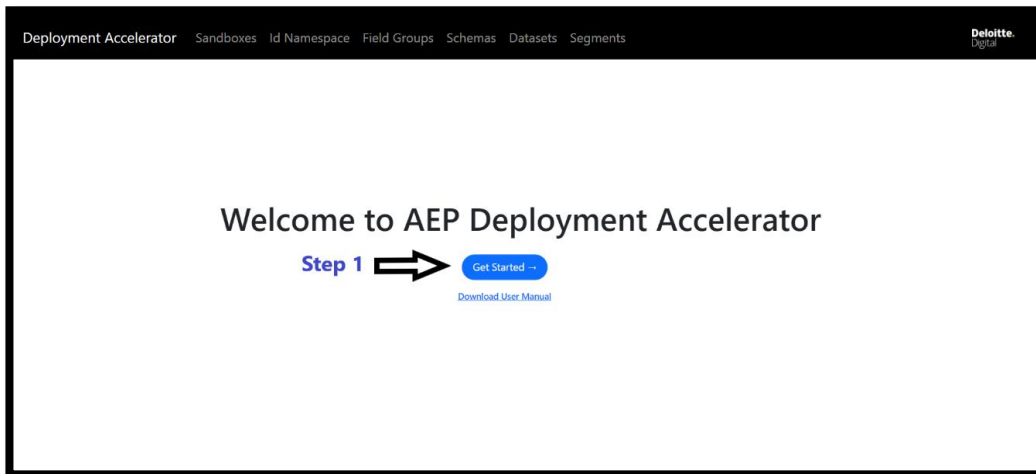 Deployment Accelerator Sandboxes Id Namespace Field Groups Schemas Datasets Segments
Deloitte.
Digital
Welcome to AEP Deployment Accelerator
Step 1 Get Started →
Download User Manual